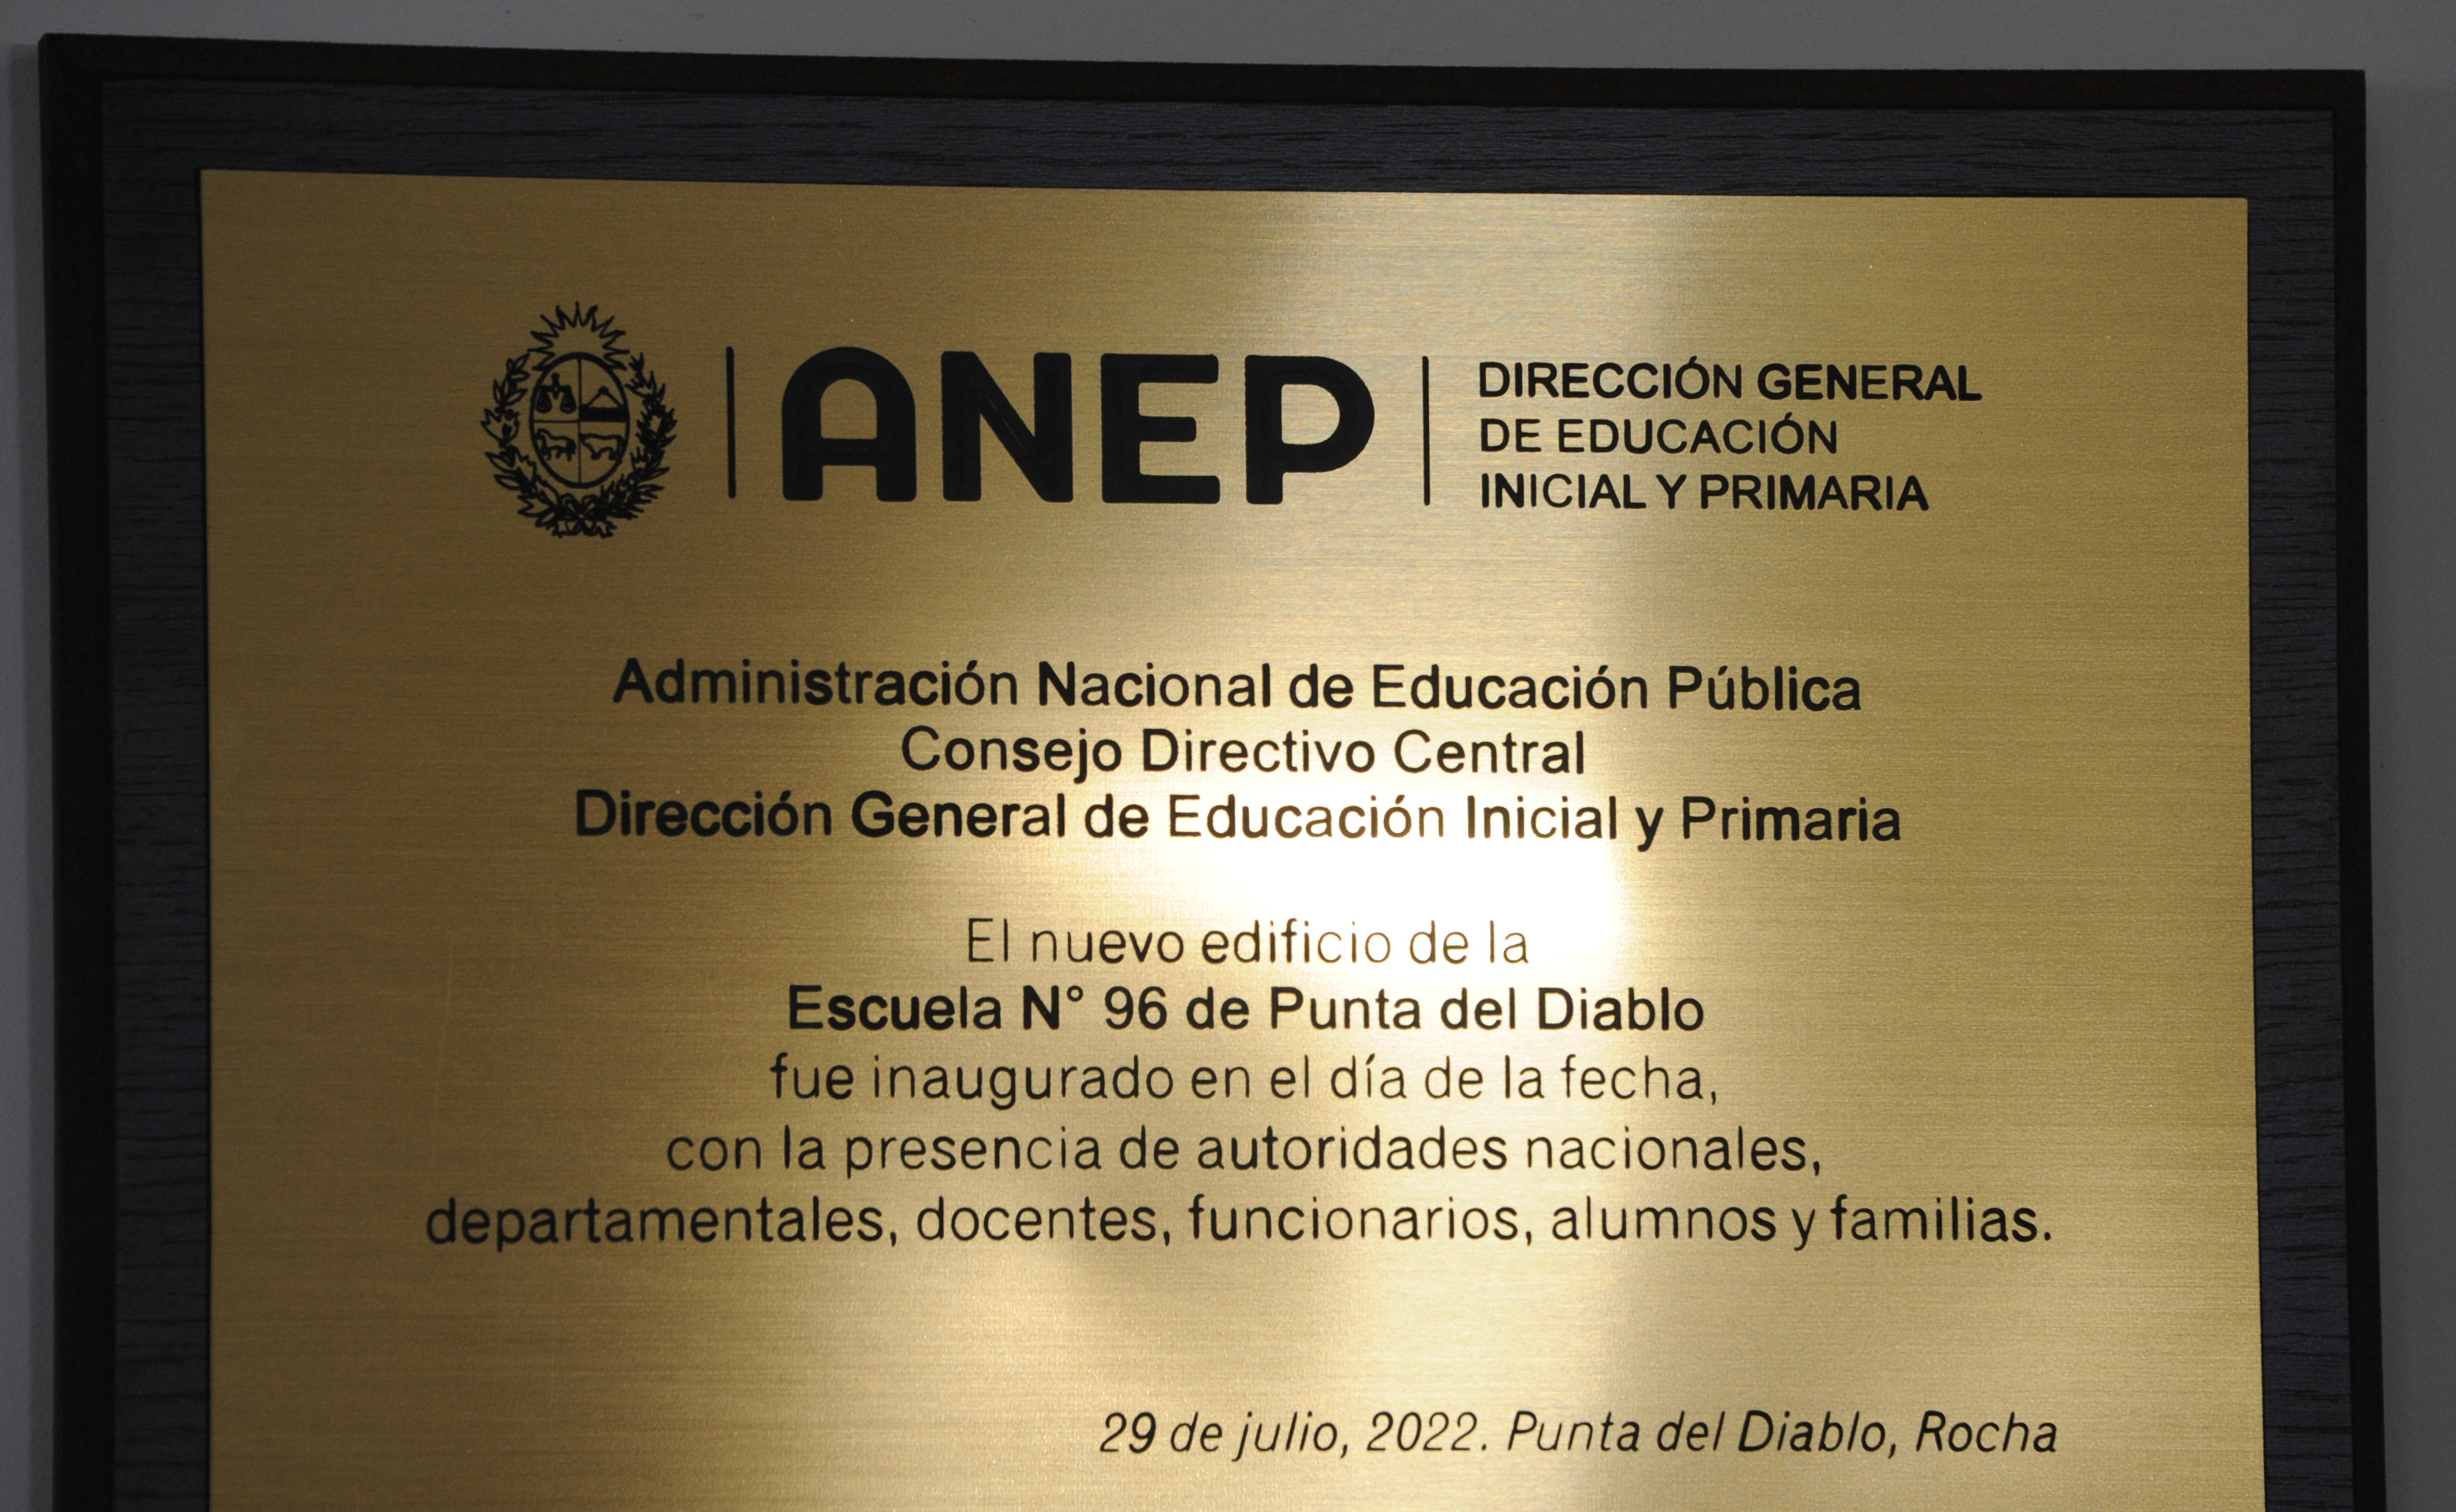 ANEP
DIRECCIÓN GENERAL
DE EDUCACIÓN
INICIAL Y PRIMARIA
Administración Nacional de Educación Pública
Consejo Directivo Central
Dirección General de Educación Inicial y Primaria
El nuevo edificio de la
Escuela N° 96 de Punta del Diablo
fue inaugurado en el día de la fecha,
con la presencia de autoridades nacionales,
departamentales, docentes, funcionarios, alumnos y familias.
29 de julio, 2022. Punta del Diablo, Rocha